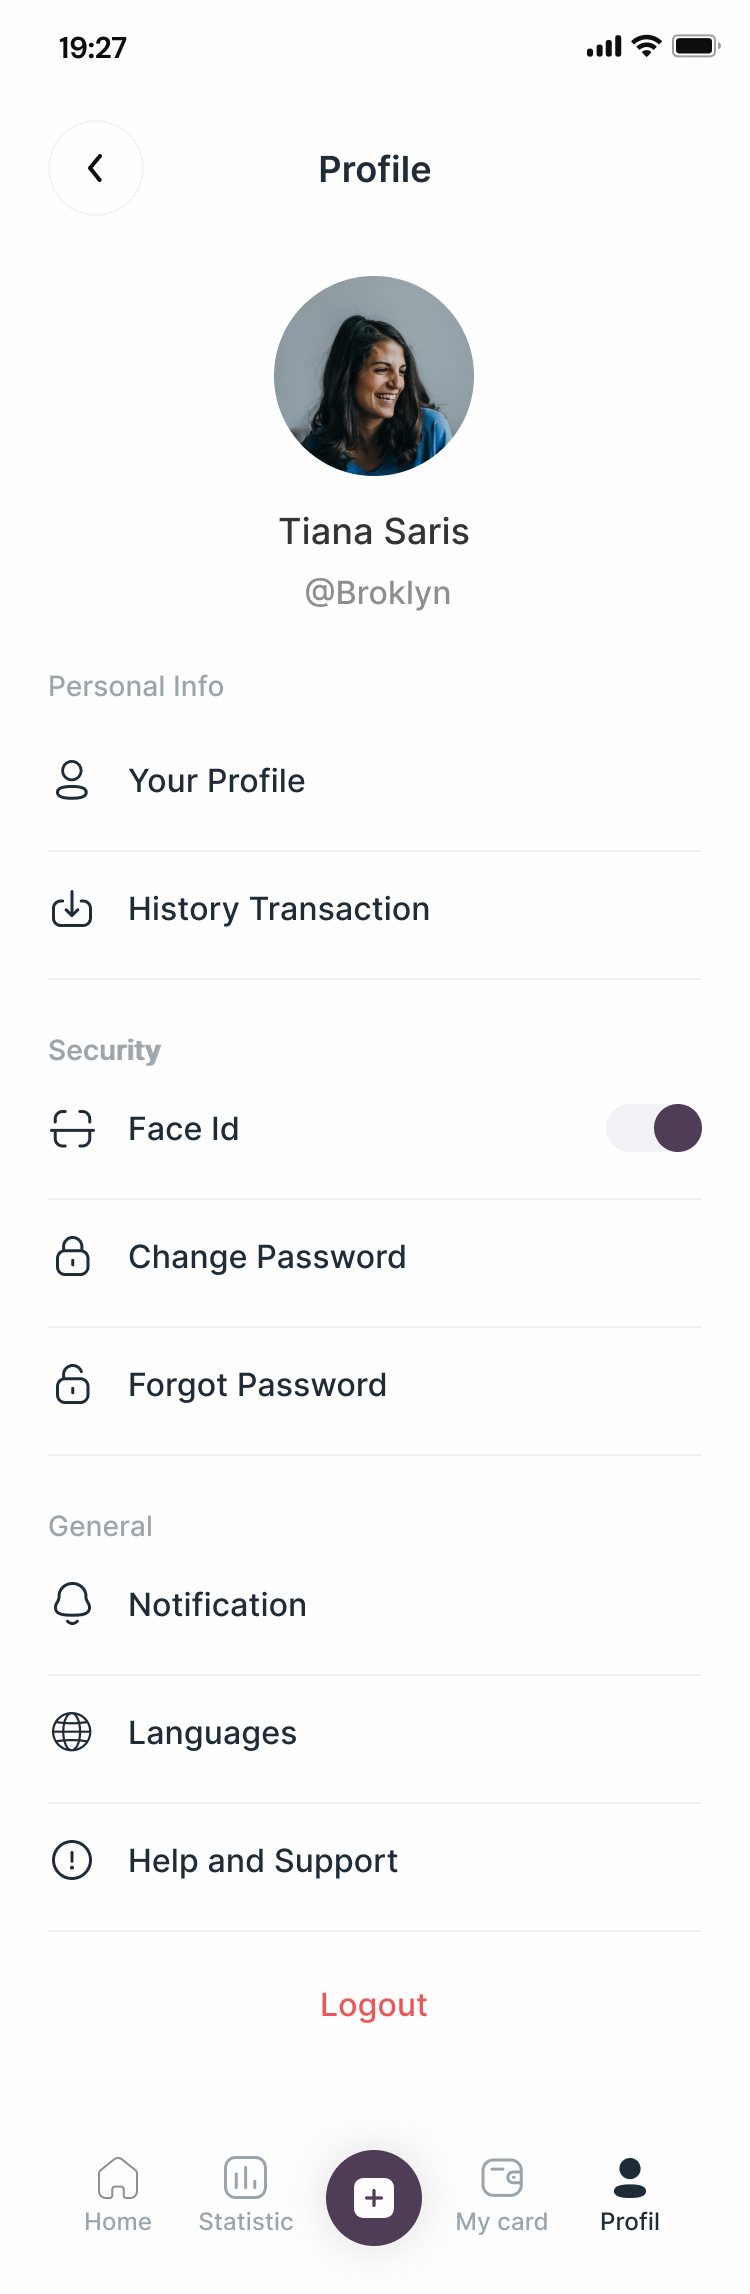 19:27
Profile
Tiana Saris
@Broklyn
Personal Info
Your Profile
History Transaction
Security
Face Id
Change Password
Forgot Password
General
Notification
Languages
Help and Support
Logout
Home Statistic My card Profil